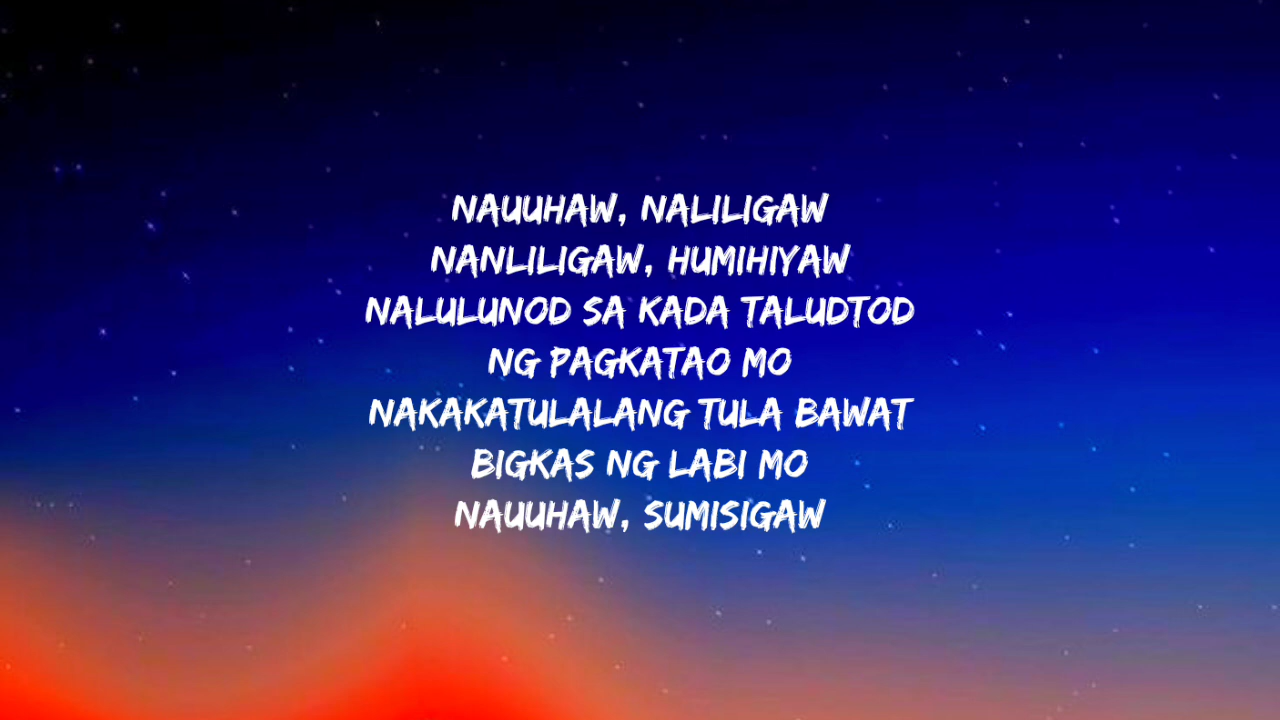 NAUUHAW, NALILIGAW
NANLILIGAW, HUMIHIYAW
NALULUNOD SA KADA TALUDTOD
NG PAGKATAO MO
NAKAKATULALANG TULA BAWAT
BIGKAS NG LABI MO
NAUUHAW, SUMISIGAW